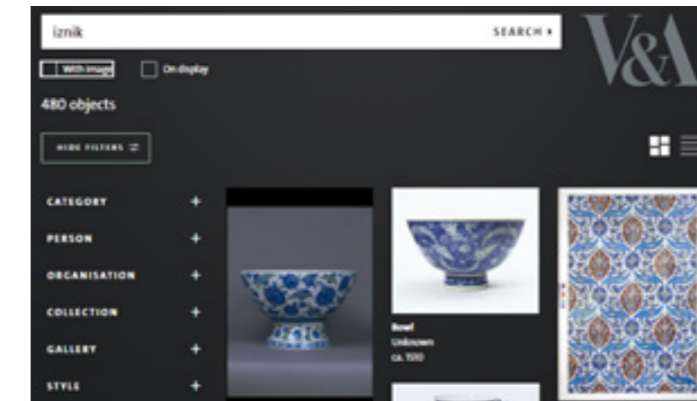 iznik
SEARCH
V&A
With image
On display
480 objects
HIDE FILTERS
CATEGORY +
PERSON +
ORGANISATION +
COLLECTION +
GALLERY +
STYLE +
Bowl
Unknown
ca. 1510